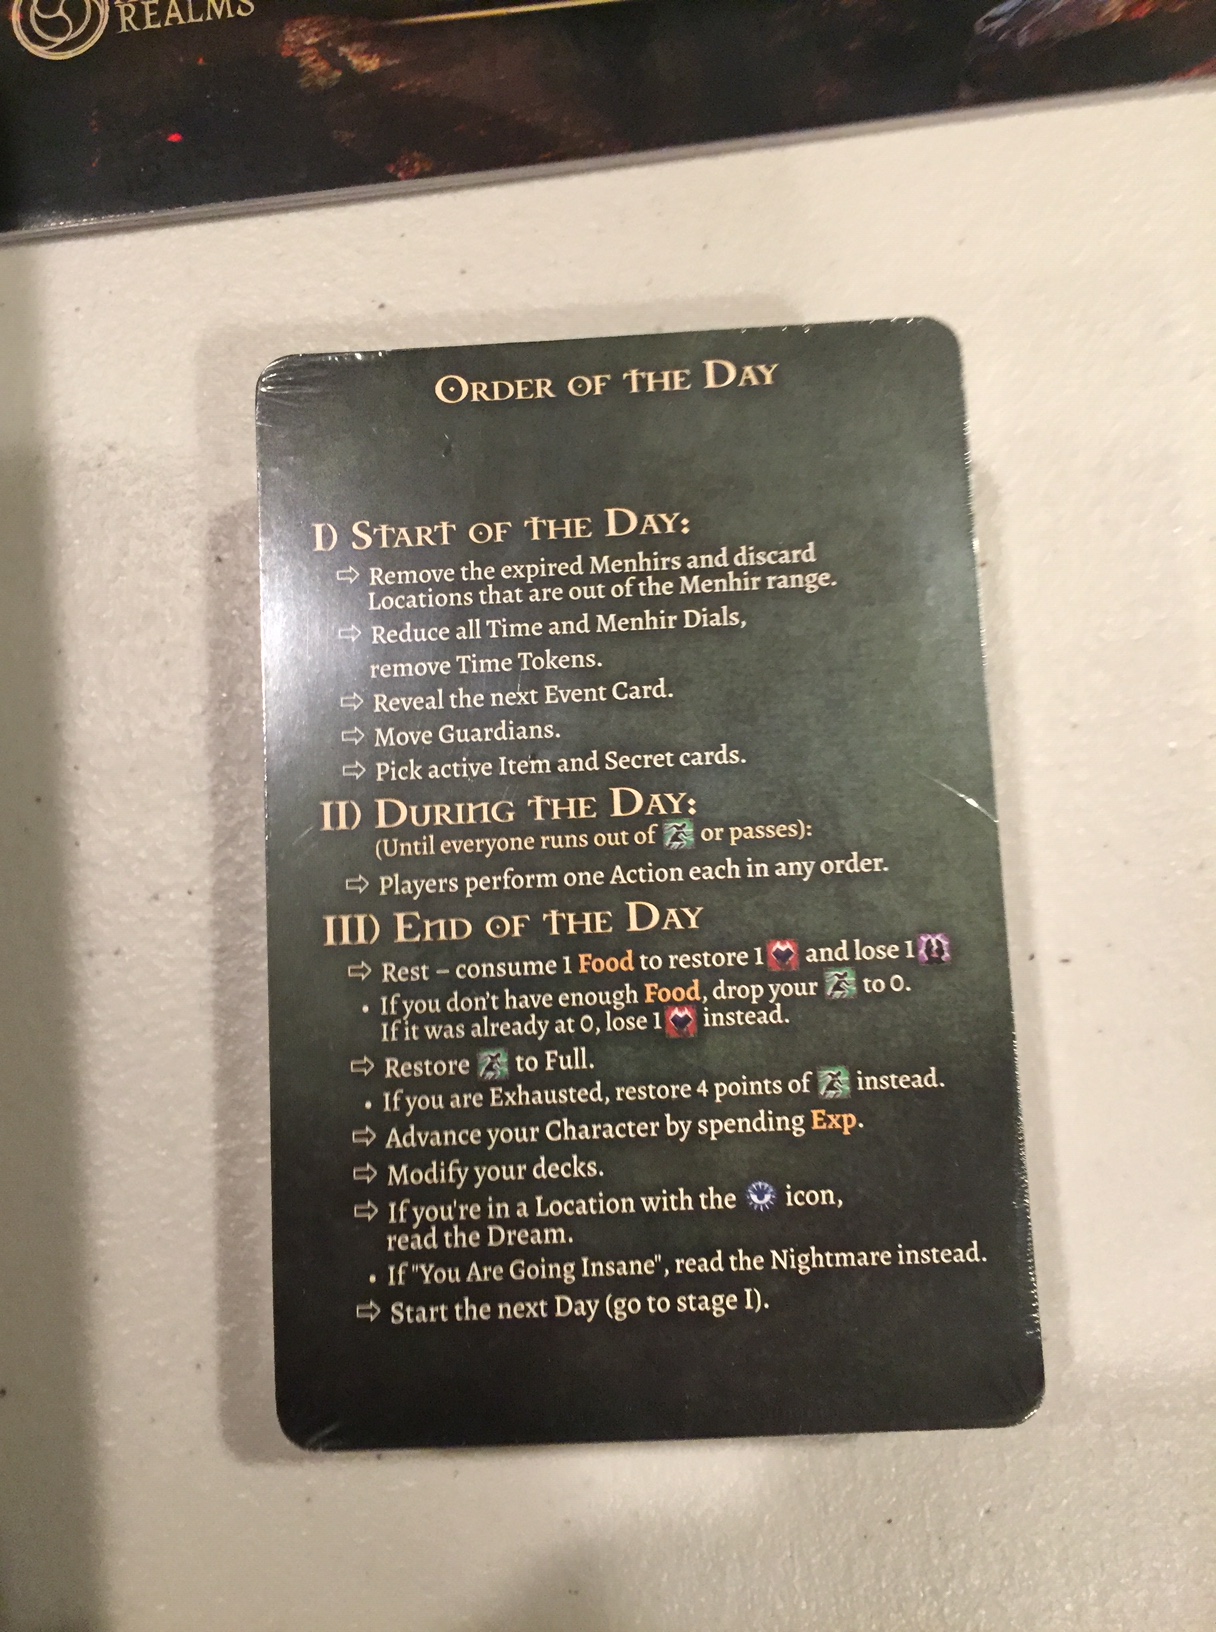 REALMS
Order of the Day
I) Start of the Day:
⇨ Remove the expired Menhirs and discard
Locations that are out of the Menhir range.
⇨ Reduce all Time and Menhir Dials,
remove Time Tokens.
⇨ Reveal the next Event Card.
⇨ Move Guardians.
⇨ Pick active Item and Secret cards.
II) During the Day:
(Until everyone runs out of or passes):
⇨ Players perform one Action each in any order.
III) End of the Day
⇨ Rest – consume 1 Food to restore 1 and lose 1
• If you don't have enough Food, drop your to 0.
If it was already at 0, lose 1 instead.
⇨ Restore to Full.
• If you are Exhausted, restore 4 points of instead.
⇨ Advance your Character by spending Exp.
⇨ Modify your decks.
⇨ If you're in a Location with the icon,
read the Dream.
• If "You Are Going Insane", read the Nightmare instead.
⇨ Start the next Day (go to stage I).